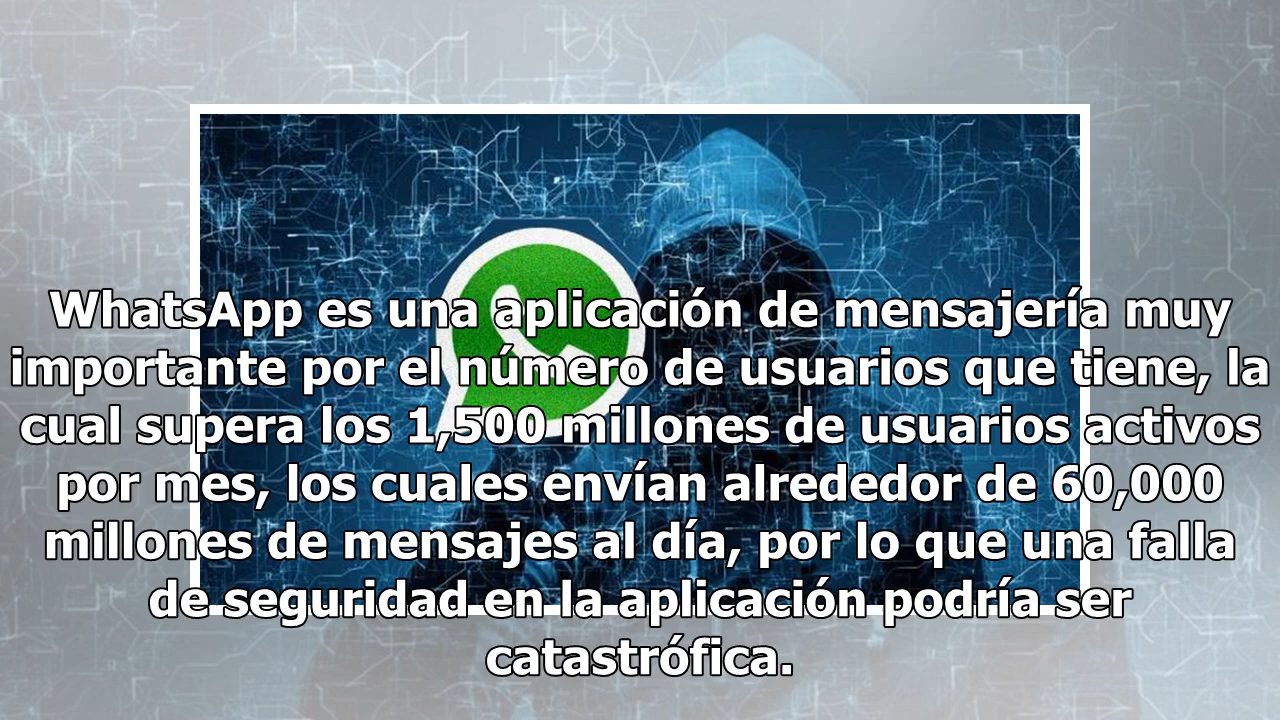 WhatsApp es una aplicación de mensajería muy
importante por el número de usuarios que tiene, la
cual supera los 1,500 millones de usuarios activos
por mes, los cuales envían alrededor de 60,000
millones de mensajes al día, por lo que una falla
de seguridad en la aplicación podría ser
catastrófica.